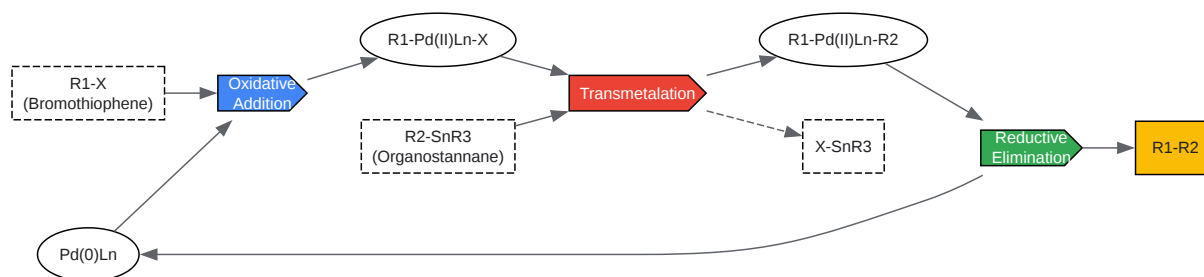 R1-X
(Bromothiophene)
Oxidative
Addition
R1-Pd(II)Ln-X
R2-SnR3
(Organostannane)
Transmetalation
R1-Pd(II)Ln-R2
X-SnR3
Reductive
Elimination
R1-R2
Pd(0)Ln